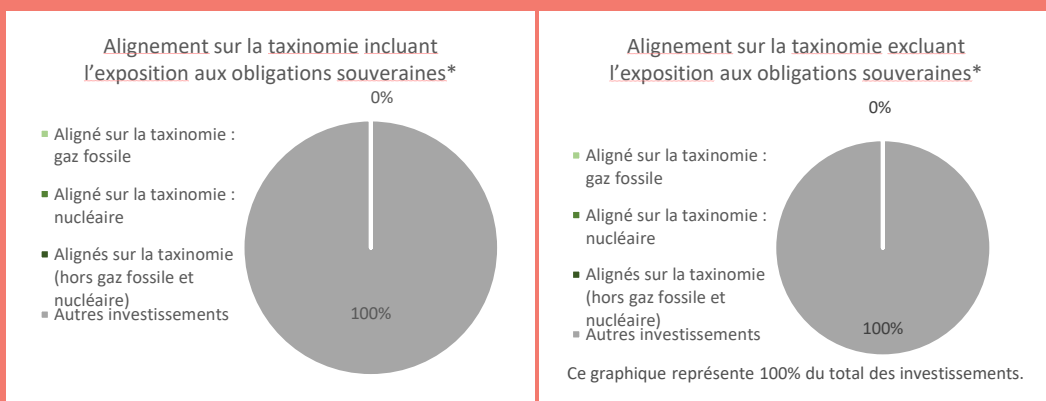 Alignement sur la taxinomie incluant
l'exposition aux obligations souveraines*
0%
Aligné sur la taxinomie :
gaz fossile
Aligné sur la taxinomie :
nucléaire
Alignés sur la taxinomie
(hors gaz fossile et
nucléaire)
Autres investissements
100%
Alignement sur la taxinomie excluant
l'exposition aux obligations souveraines*
0%
Aligné sur la taxinomie :
gaz fossile
Aligné sur la taxinomie :
nucléaire
Alignés sur la taxinomie
(hors gaz fossile et
nucléaire)
Autres investissements
100%
Ce graphique représente 100% du total des investissements.